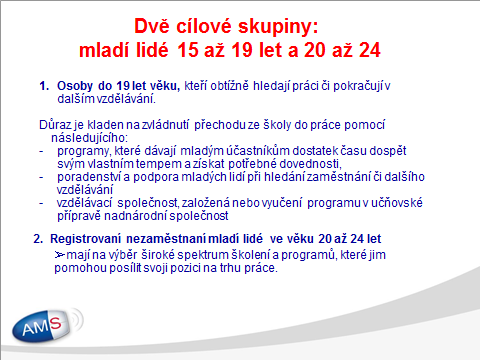 Dvě cílové skupiny:
mladí lidé 15 až 19 let a 20 až 24
1. Osoby do 19 let věku, kteří obtížně hledají práci či pokračují v
dalším vzdělávání.
Důraz je kladen na zvládnutí přechodu ze školy do práce pomocí
následujícího:
- programy, které dávají mladým účastníkům dostatek času dospět
svým vlastním tempem a získat potřebné dovednosti,
- poradenství a podpora mladých lidí při hledání zaměstnání či dalšího
vzdělávání
- vzdělávací společnost, založená nebo vyučení programu v učňovské
přípravě nadnárodní společnost
2. Registrovaní nezaměstnaní mladí lidé ve věku 20 až 24 let
➢mají na výběr široké spektrum školení a programů, které jim
pomohou posílit svoji pozici na trhu práce.
AMS